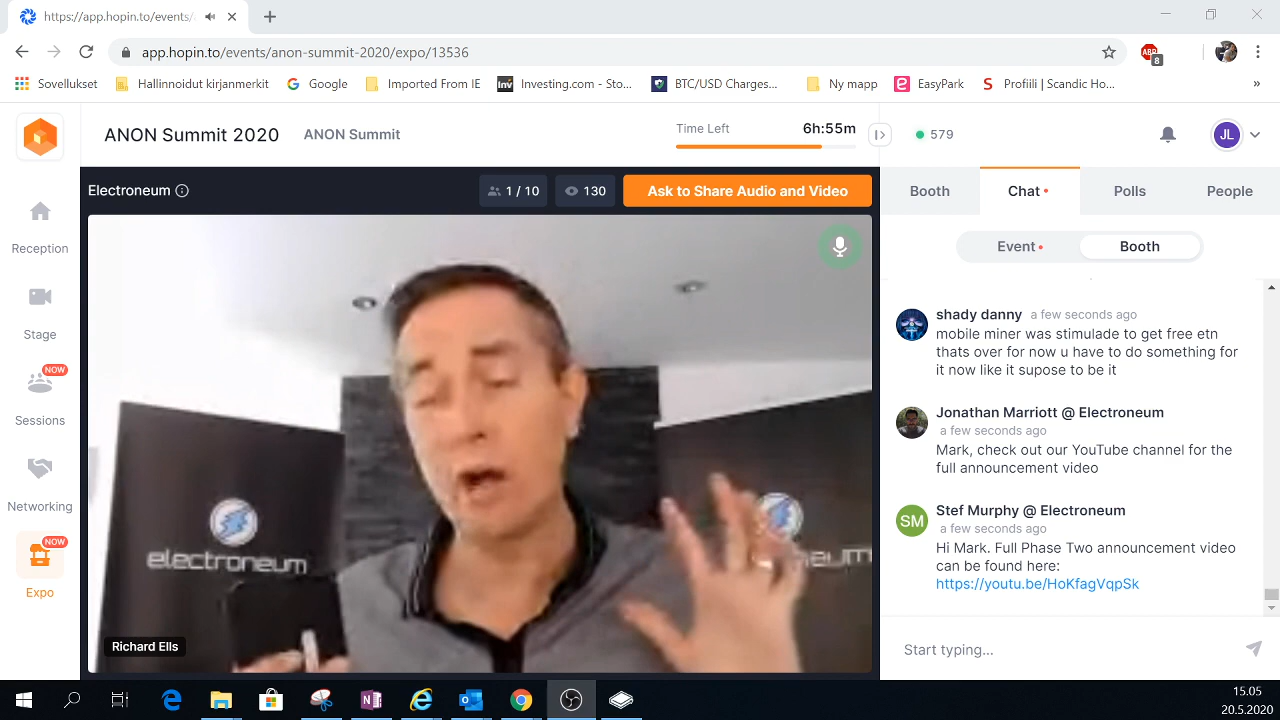 https://app.hopin.to/events/
app.hopin.to/events/anon-summit-2020/expo/13536
ABP
8
Sovellukset
Hallinnoidut kirjanmerkit
Google
Imported From IE
Inv
Investing.com - Sto...
BTC/USD Charges...
Ny mapp
EasyPark
Profiili | Scandic Ho...
»
ANON Summit 2020
ANON Summit
Time Left
6h:55m
579
JL
Reception
Stage
NOW
Sessions
Networking
NOW
Expo
Electroneum
1 / 10
130
Ask to Share Audio and Video
electroneum
neum
Richard Ells
Booth
Chat
Polls
People
Event
Booth
shady danny a few seconds ago
mobile miner was stimulade to get free etn
thats over for now u have to do something for
it now like it supose to be it
Jonathan Marriott @ Electroneum
a few seconds ago
Mark, check out our YouTube channel for the
full announcement video
SM
Stef Murphy @ Electroneum
a few seconds ago
Hi Mark. Full Phase Two announcement video
can be found here:
https://youtu.be/HoKfagVqpSk
Start typing...
15.05
20.5.2020